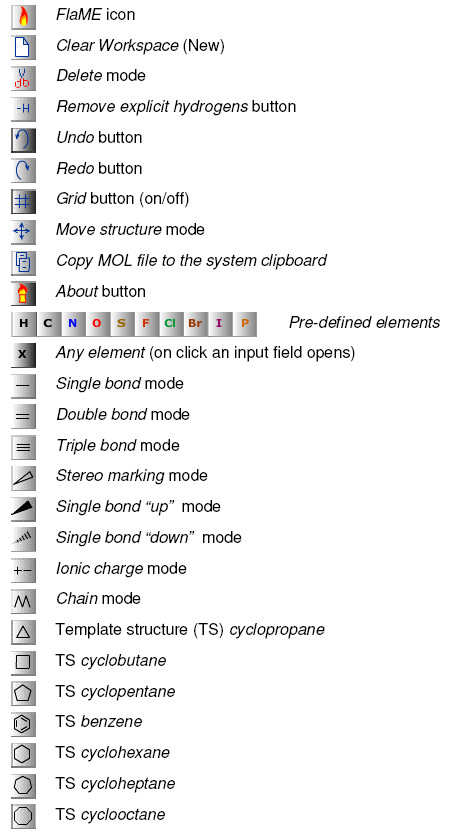 FlaME icon
Clear Workspace (New)
Delete mode
-H Remove explicit hydrogens button
Undo button
Redo button
Grid button (on/off)
Move structure mode
Copy MOL file to the system clipboard
About button
H C N O S F Cl Br I P Pre-defined elements
X Any element (on click an input field opens)
Single bond mode
Double bond mode
Triple bond mode
Stereo marking mode
Single bond “up” mode
Single bond “down” mode
+− Ionic charge mode
Chain mode
Template structure (TS) cyclopropane
TS cyclobutane
TS cyclopentane
TS benzene
TS cyclohexane
TS cycloheptane
TS cyclooctane